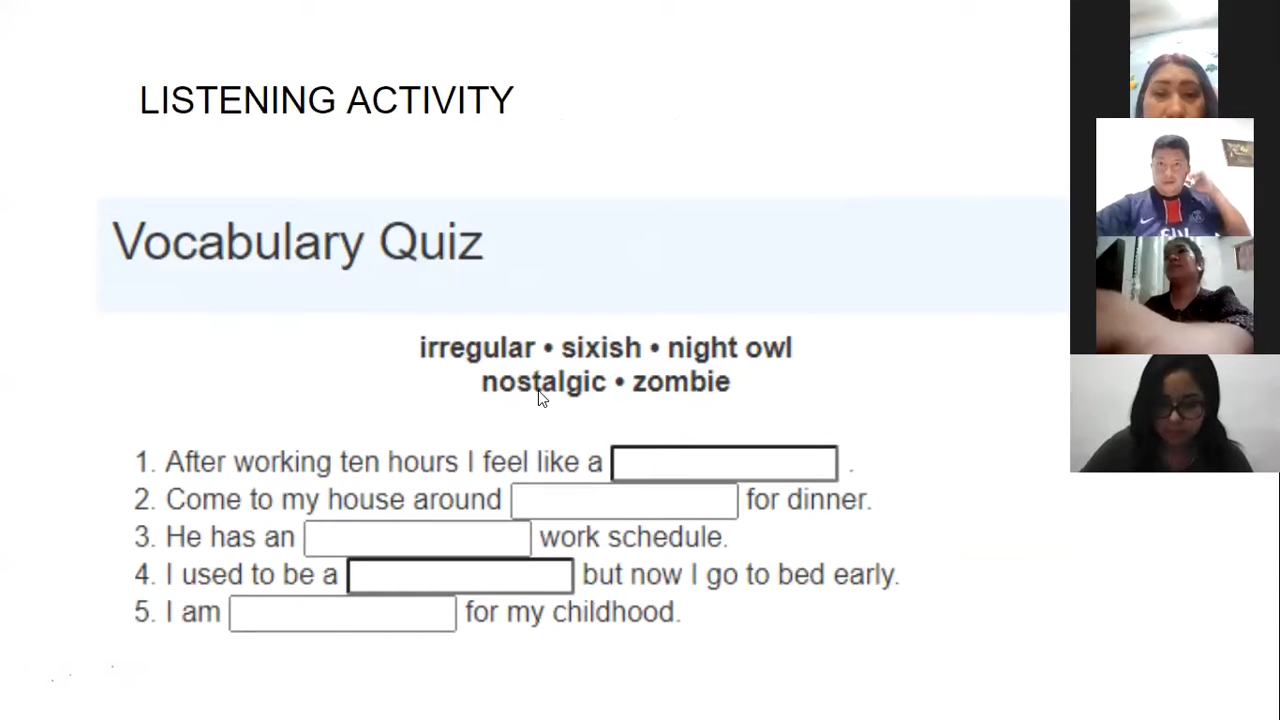 LISTENING ACTIVITY
Vocabulary Quiz
irregular • sixish • night owl
nostalgic • zombie
1. After working ten hours I feel like a .
2. Come to my house around for dinner.
3. He has an work schedule.
4. I used to be a but now I go to bed early.
5. I am for my childhood.